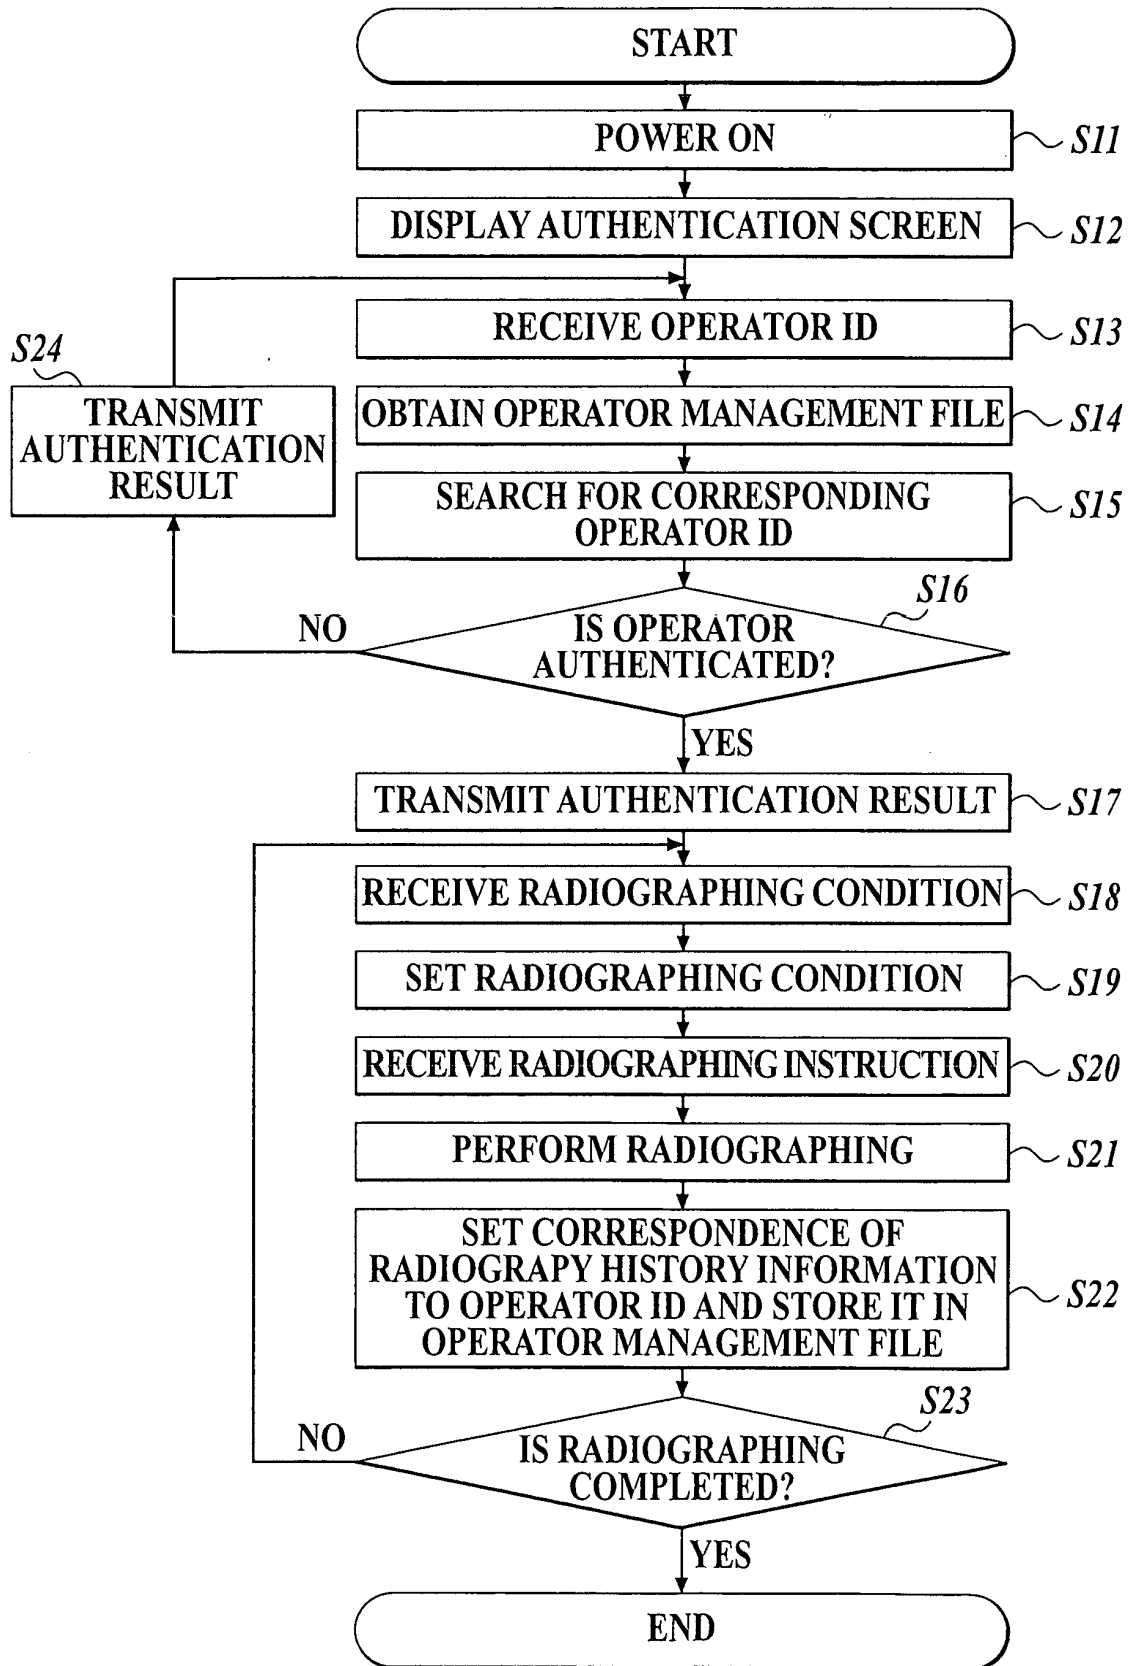 START
POWER ON
S11
DISPLAY AUTHENTICATION SCREEN
S12
RECEIVE OPERATOR ID
S13
S24
TRANSMIT
AUTHENTICATION
RESULT
OBTAIN OPERATOR MANAGEMENT FILE
S14
SEARCH FOR CORRESPONDING
OPERATOR ID
S15
S16
NO
IS OPERATOR
AUTHENTICATED?
YES
TRANSMIT AUTHENTICATION RESULT
S17
RECEIVE RADIOGRAPHING CONDITION
S18
SET RADIOGRAPHING CONDITION
S19
RECEIVE RADIOGRAPHING INSTRUCTION
S20
PERFORM RADIOGRAPHING
S21
SET CORRESPONDENCE OF
RADIOGRAPY HISTORY INFORMATION
TO OPERATOR ID AND STORE IT IN
OPERATOR MANAGEMENT FILE
S22
S23
NO
IS RADIOGRAPHING
COMPLETED?
YES
END